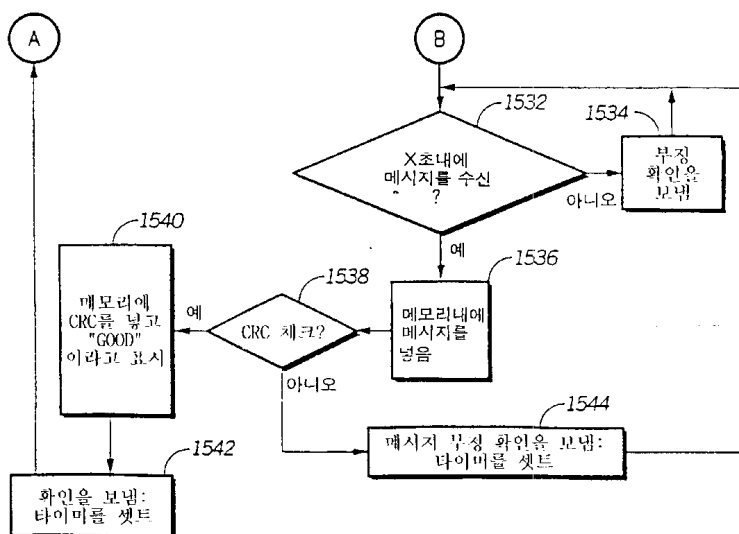 A
B
1532
X초내에
메시지를 수신
?
1534
부정
확인을
보냄
아니오
예
1536
메모리내에
메시지를
넣음
1538
CRC 체크?
예
아니오
1540
메모리에
CRC를 넣고
"GOOD"
이라고 표시
1542
확인을 보냄:
타이머를 셋트
1544
메시지 부정 확인을 보냄:
타이머를 셋트